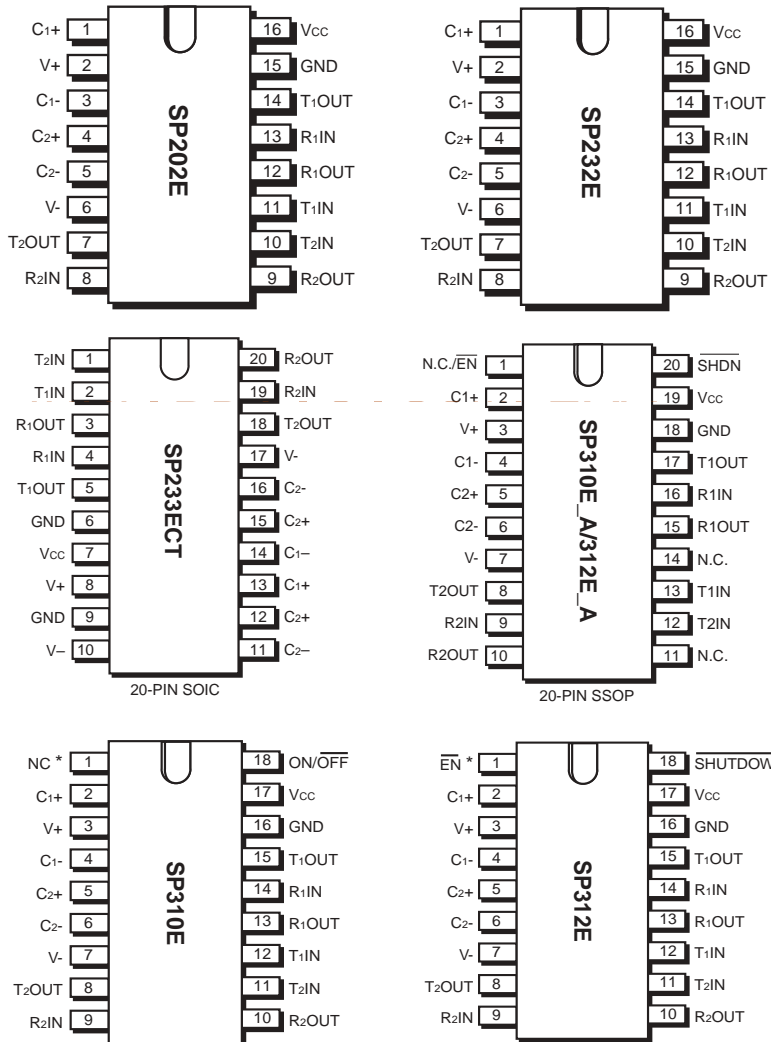 C1+ 1 16 VCC
V+ 2 15 GND
C1- 3 14 T1OUT
C2+ 4 13 R1IN
C2- 5 12 R1OUT
V- 6 11 T1IN
T2OUT 7 10 T2IN
R2IN 8 9 R2OUT
SP202E
C1+ 1 16 VCC
V+ 2 15 GND
C1- 3 14 T1OUT
C2+ 4 13 R1IN
C2- 5 12 R1OUT
V- 6 11 T1IN
T2OUT 7 10 T2IN
R2IN 8 9 R2OUT
SP232E
T2IN 1 20 R2OUT
T1IN 2 19 R2IN
R1OUT 3 18 T2OUT
R1IN 4 17 V-
T1OUT 5 16 C2-
GND 6 15 C2+
VCC 7 14 C1–
V+ 8 13 C1+
GND 9 12 C2+
V– 10 11 C2–
SP233ECT
20-PIN SOIC
N.C./EN 1 20 SHDN
C1+ 2 19 VCC
V+ 3 18 GND
C1- 4 17 T1OUT
C2+ 5 16 R1IN
C2- 6 15 R1OUT
V- 7 14 N.C.
T2OUT 8 13 T1IN
R2IN 9 12 T2IN
R2OUT 10 11 N.C.
SP310E_A/312E_A
20-PIN SSOP
NC * 1 18 ON/OFF
C1+ 2 17 VCC
V+ 3 16 GND
C1- 4 15 T1OUT
C2+ 5 14 R1IN
C2- 6 13 R1OUT
V- 7 12 T1IN
T2OUT 8 11 T2IN
R2IN 9 10 R2OUT
SP310E
EN * 1 18 SHUTDOW
C1+ 2 17 VCC
V+ 3 16 GND
C1- 4 15 T1OUT
C2+ 5 14 R1IN
C2- 6 13 R1OUT
V- 7 12 T1IN
T2OUT 8 11 T2IN
R2IN 9 10 R2OUT
SP312E